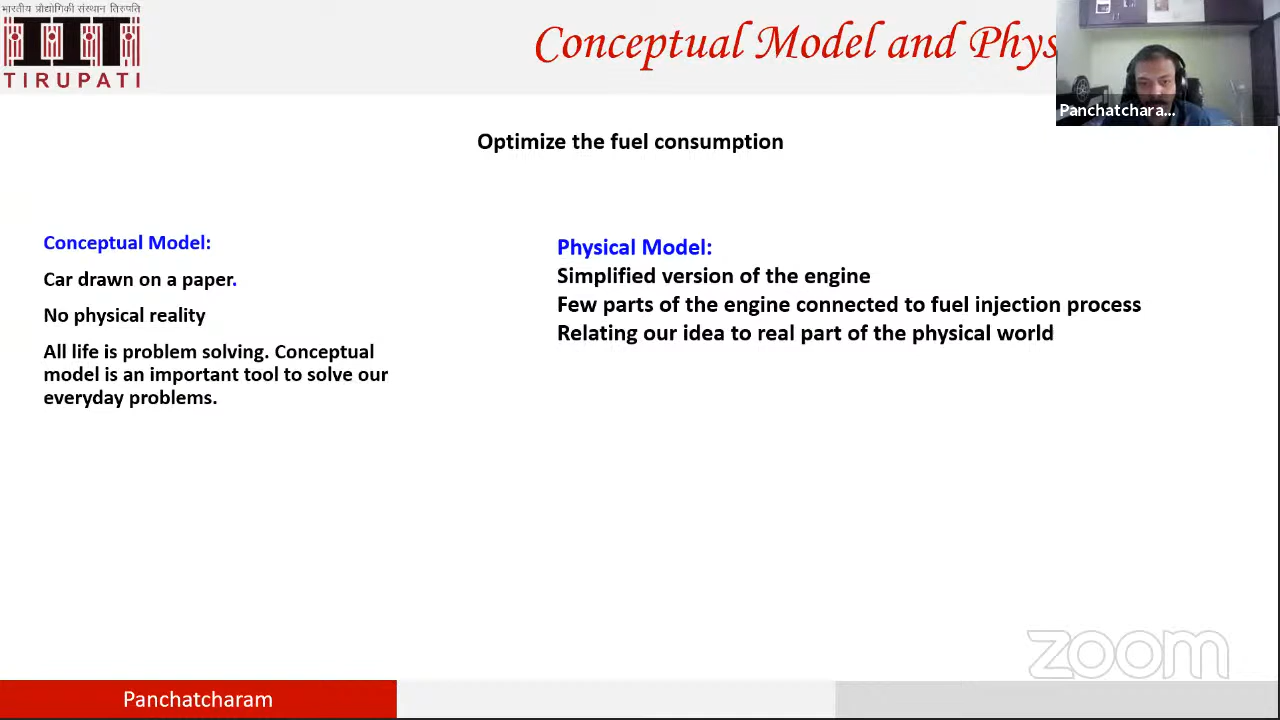 भारतीय प्रौद्योगिकी संस्थान तिरुपति
TIRUPATI
Conceptual Model and Phys
Panchatchara...
Optimize the fuel consumption
Conceptual Model:
Car drawn on a paper.
No physical reality
All life is problem solving. Conceptual
model is an important tool to solve our
everyday problems.
Physical Model:
Simplified version of the engine
Few parts of the engine connected to fuel injection process
Relating our idea to real part of the physical world
zoom
Panchatcharam